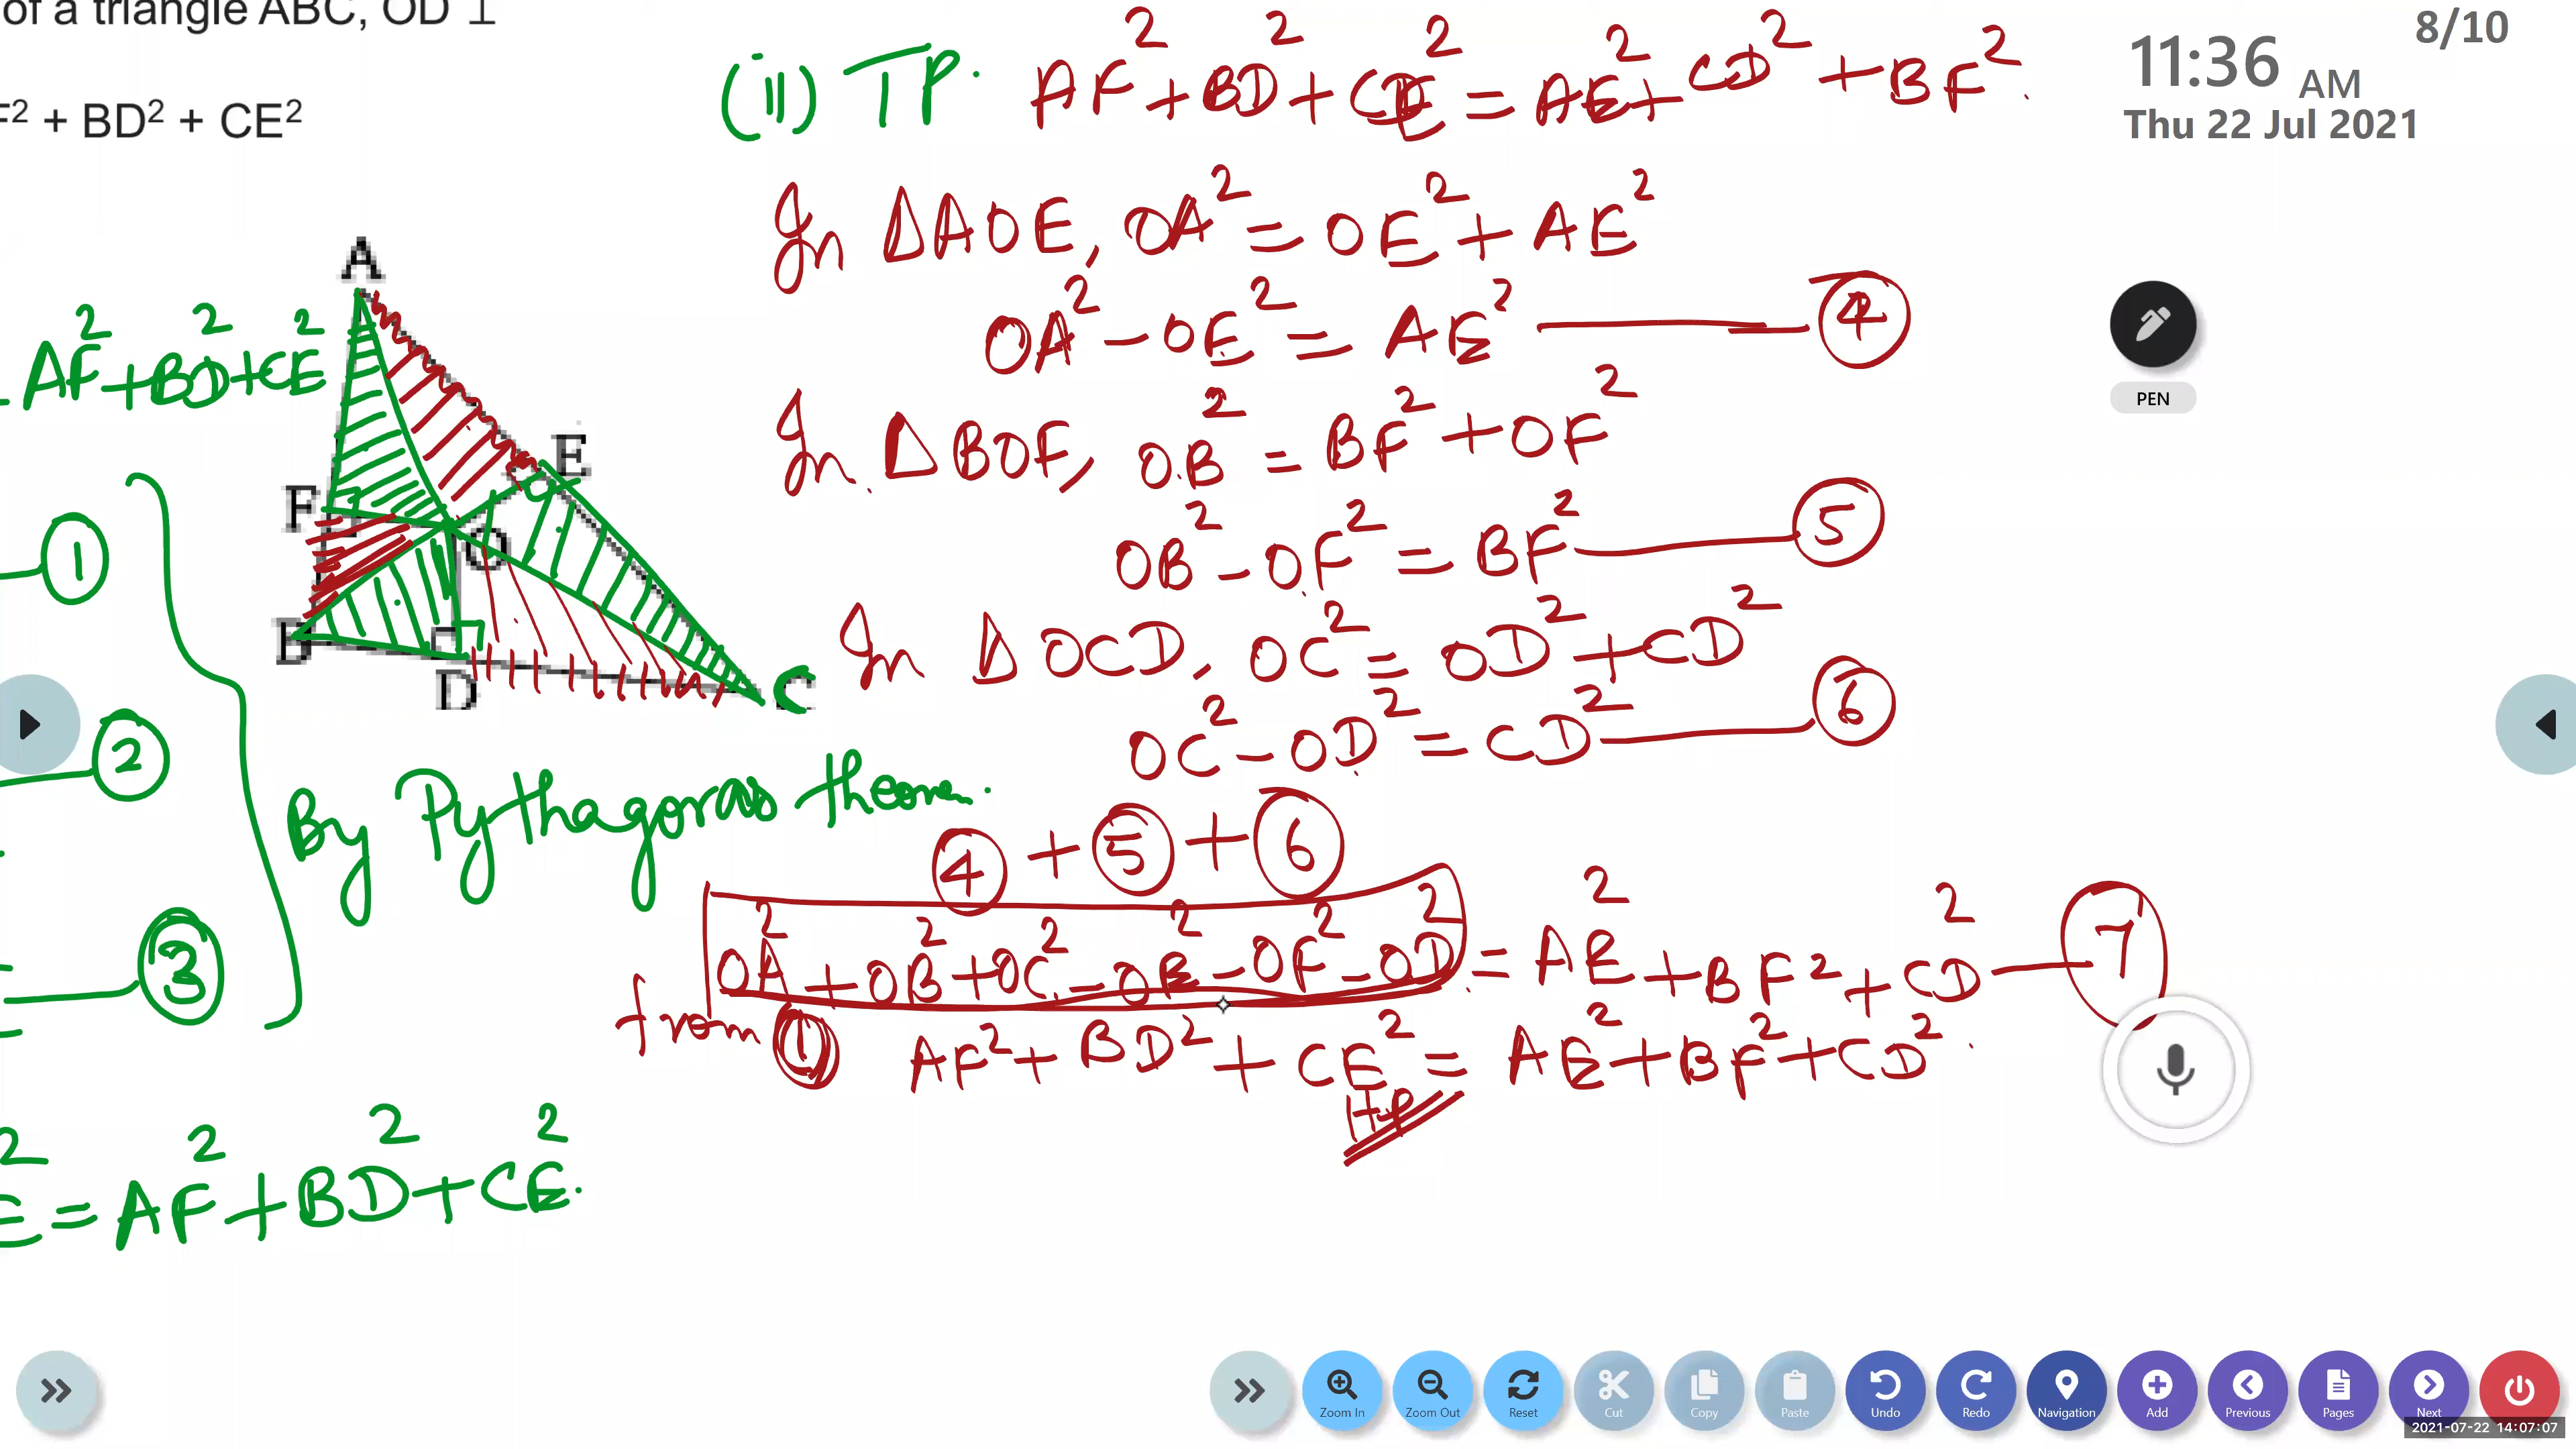 of a triangle ABC, OD ⊥
F² + BD² + CE²
AF² + BD² + CE²
A
F
E
O
B
D
C
①
②
③
By Pythagoras theorem.
E² = AF² + BD² + CE².
(ii) TP. AF² + BD² + CE² = AE² + CD² + BF².
In ΔAOE, OA² = OE² + AE²
OA² - OE² = AE² ④
In ΔBOF, OB² = BF² + OF²
OB² - OF² = BF² ⑤
In Δ OCD, OC² = OD² + CD²
OC² - OD² = CD² ⑥
④ + ⑤ + ⑥
OA² + OB² + OC² - OE² - OF² - OD² = AE² + BF² + CD² ⑦
from ① AF² + BD² + CE² = AE² + BF² + CD².
H.P
8/10
11:36 AM
Thu 22 Jul 2021
PEN
Zoom In
Zoom Out
Reset
Cut
Copy
Paste
Undo
Redo
Navigation
Add
Previous
Pages
Next
2021-07-22 14:07:07